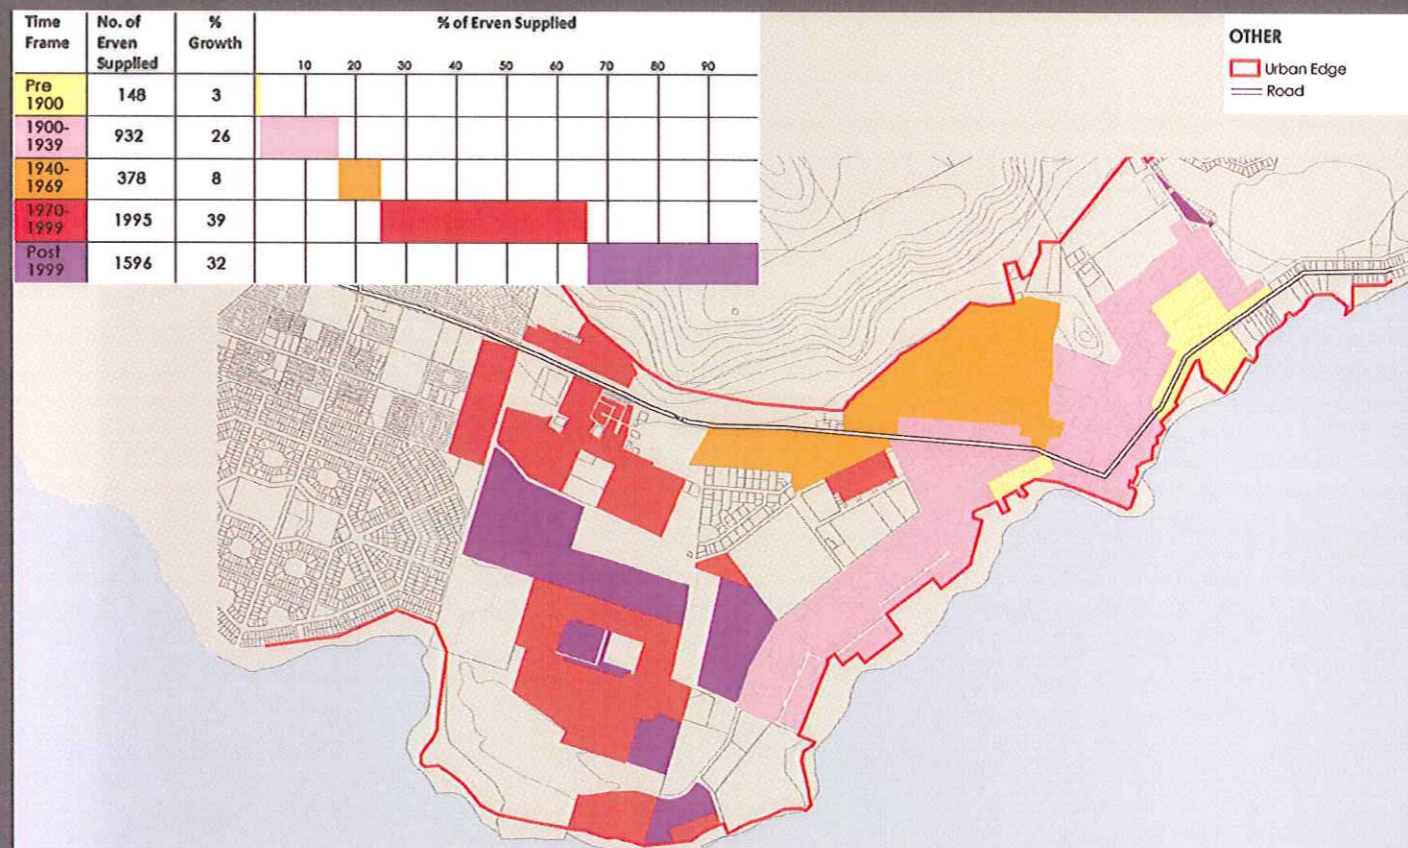 Time Frame No. of Erven Supplied % Growth % of Erven Supplied
10 20 30 40 50 60 70 80 90
Pre 1900 148 3
1900-1939 932 26
1940-1969 378 8
1970-1999 1995 39
Post 1999 1596 32
OTHER
Urban Edge
Road